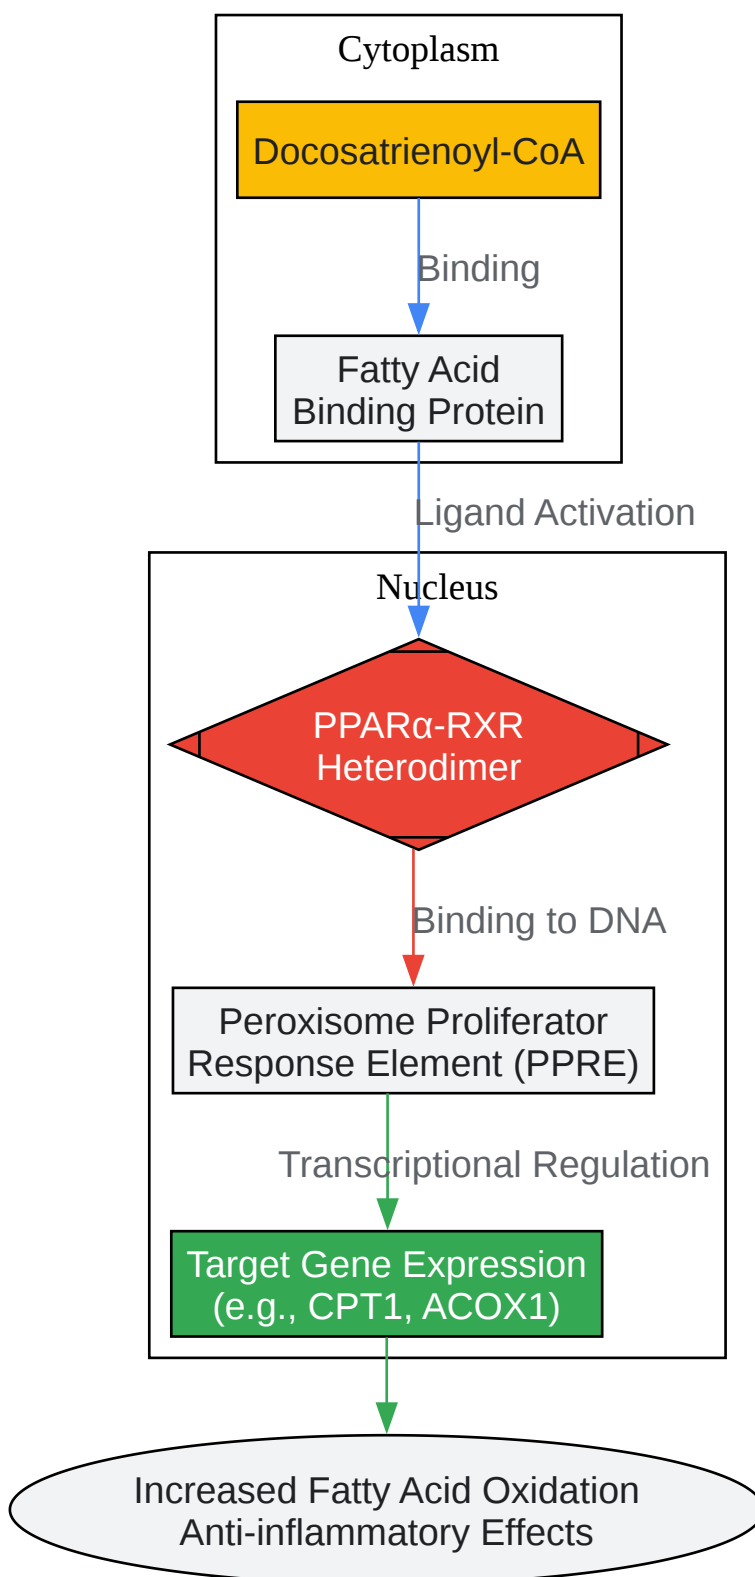 Cytoplasm
Docosatrienoyl-CoA
Binding
Fatty Acid
Binding Protein
Ligand Activation
Nucleus
PPARα-RXR
Heterodimer
Binding to DNA
Peroxisome Proliferator
Response Element (PPRE)
Transcriptional Regulation
Target Gene Expression
(e.g., CPT1, ACOX1)
Increased Fatty Acid Oxidation
Anti-inflammatory Effects